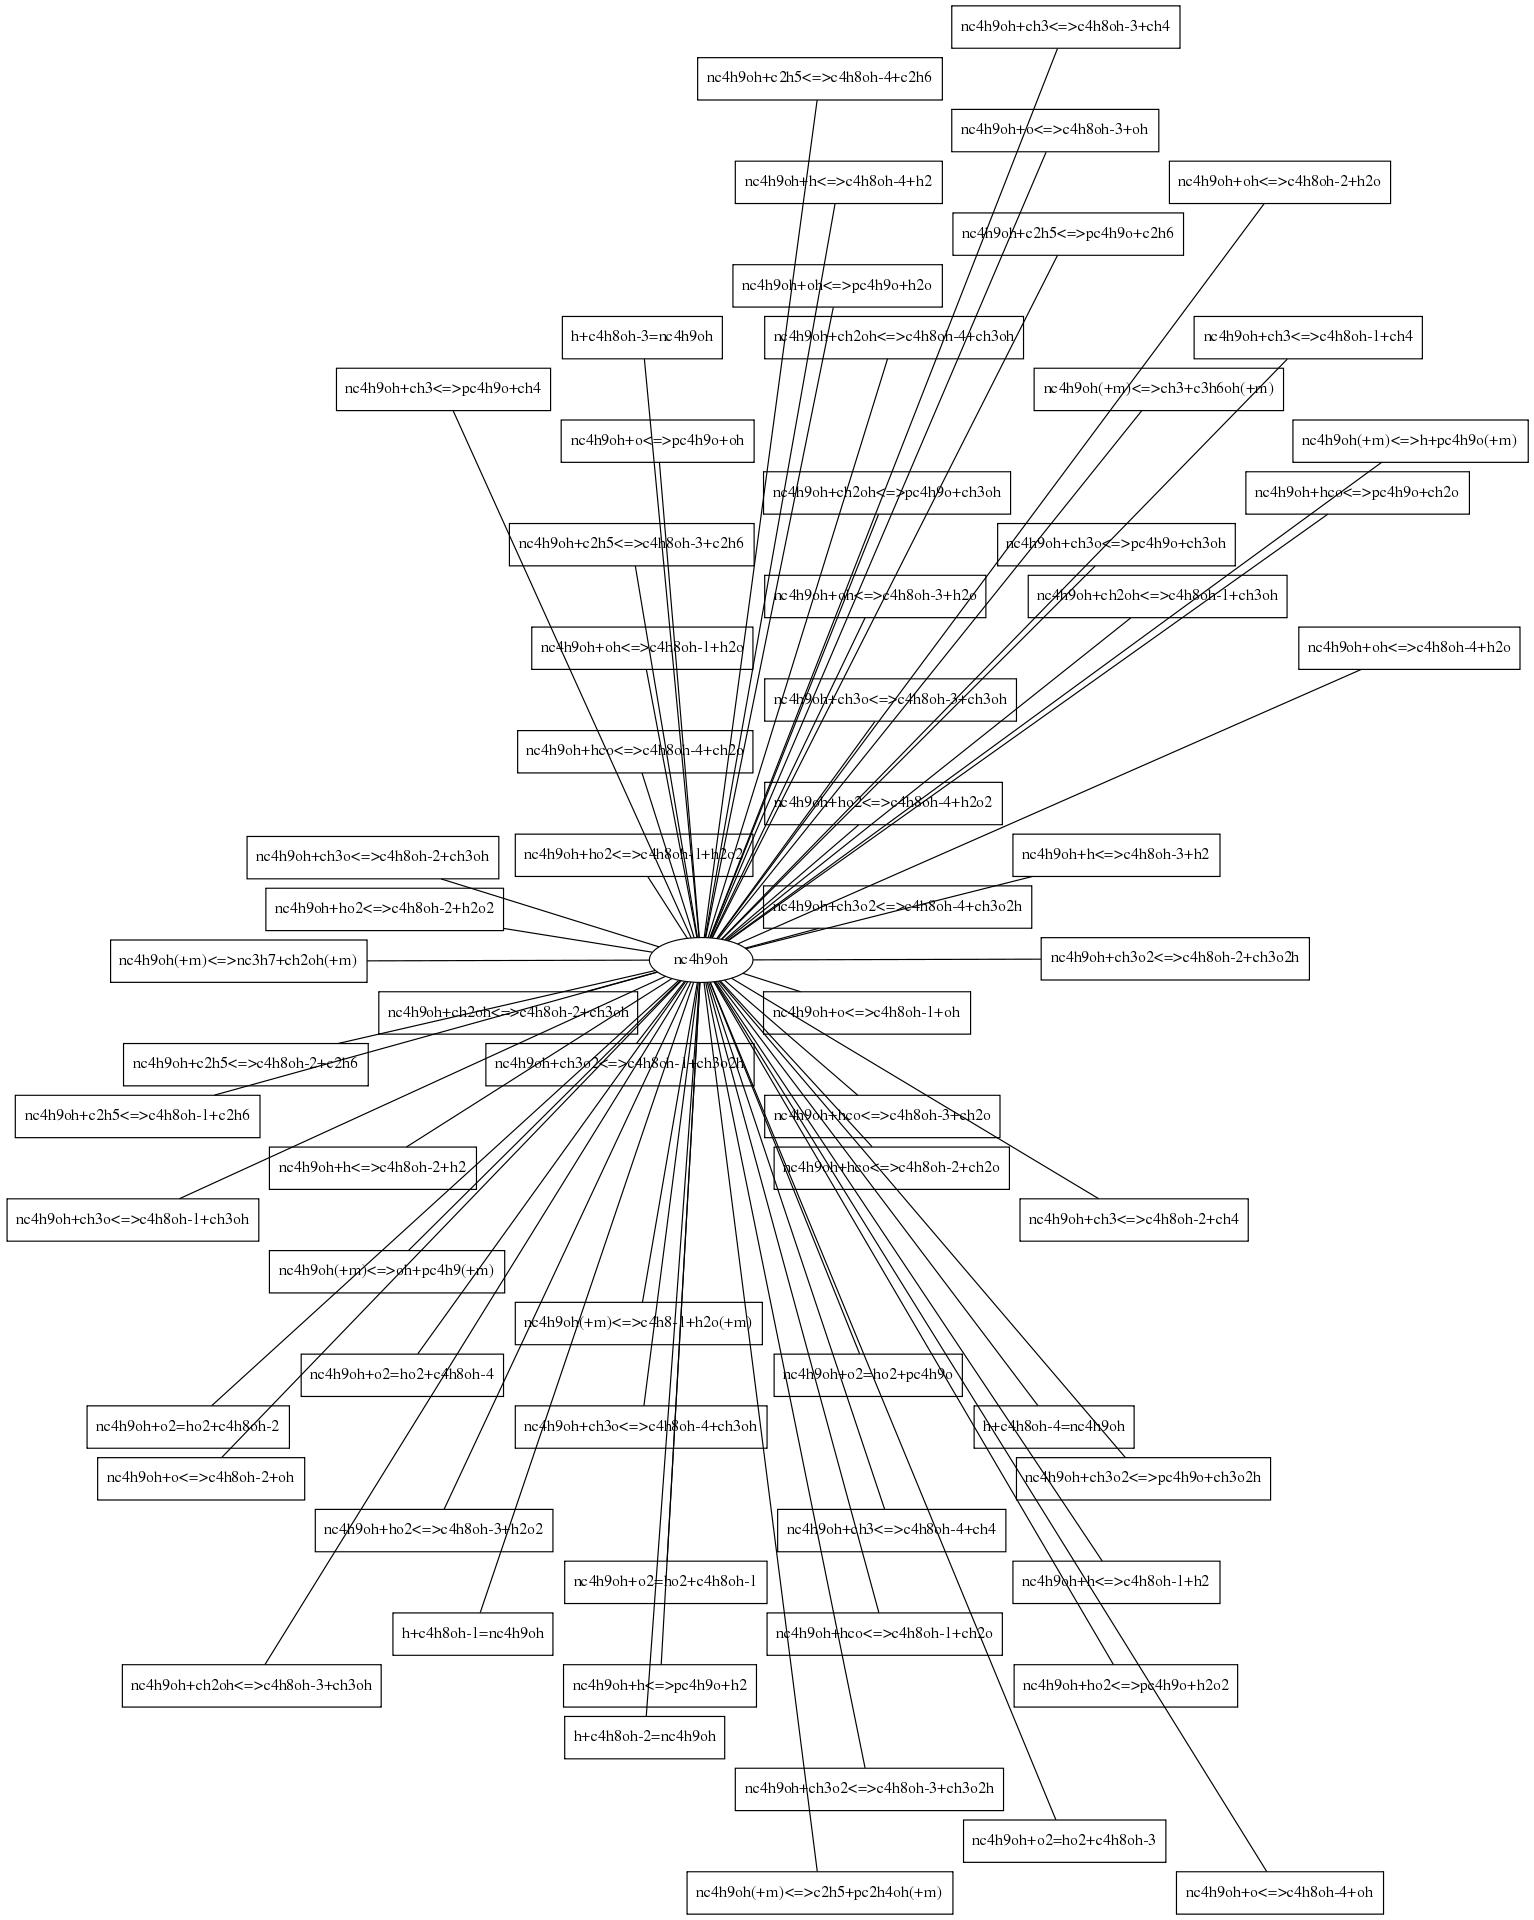 nc4h9oh+ch3<=>c4h8oh-3+ch4
nc4h9oh+c2h5<=>c4h8oh-4+c2h6
nc4h9oh+o<=>c4h8oh-3+oh
nc4h9oh+h<=>c4h8oh-4+h2
nc4h9oh+oh<=>c4h8oh-2+h2o
nc4h9oh+c2h5<=>pc4h9o+c2h6
nc4h9oh+oh<=>pc4h9o+h2o
h+c4h8oh-3=nc4h9oh
nc4h9oh+ch2oh<=>c4h8oh-4+ch3oh
nc4h9oh+ch3<=>c4h8oh-1+ch4
nc4h9oh+ch3<=>pc4h9o+ch4
nc4h9oh(+m)<=>ch3+c3h6oh(+m)
nc4h9oh+o<=>pc4h9o+oh
nc4h9oh(+m)<=>h+pc4h9o(+m)
nc4h9oh+ch2oh<=>pc4h9o+ch3oh
nc4h9oh+hco<=>pc4h9o+ch2o
nc4h9oh+c2h5<=>c4h8oh-3+c2h6
nc4h9oh+ch3o<=>pc4h9o+ch3oh
nc4h9oh+oh<=>c4h8oh-3+h2o
nc4h9oh+ch2oh<=>c4h8oh-1+ch3oh
nc4h9oh+oh<=>c4h8oh-1+h2o
nc4h9oh+oh<=>c4h8oh-4+h2o
nc4h9oh+ch3o<=>c4h8oh-3+ch3oh
nc4h9oh+hco<=>c4h8oh-4+ch2o
nc4h9oh+ho2<=>c4h8oh-4+h2o2
nc4h9oh+ch3o<=>c4h8oh-2+ch3oh
nc4h9oh+ho2<=>c4h8oh-1+h2o2
nc4h9oh+h<=>c4h8oh-3+h2
nc4h9oh+ho2<=>c4h8oh-2+h2o2
nc4h9oh+ch3o2<=>c4h8oh-4+ch3o2h
nc4h9oh(+m)<=>nc3h7+ch2oh(+m)
nc4h9oh
nc4h9oh+ch3o2<=>c4h8oh-2+ch3o2h
nc4h9oh+ch2oh<=>c4h8oh-2+ch3oh
nc4h9oh+o<=>c4h8oh-1+oh
nc4h9oh+c2h5<=>c4h8oh-2+c2h6
nc4h9oh+ch3o2<=>c4h8oh-1+ch3o2h
nc4h9oh+c2h5<=>c4h8oh-1+c2h6
nc4h9oh+hco<=>c4h8oh-3+ch2o
nc4h9oh+h<=>c4h8oh-2+h2
nc4h9oh+hco<=>c4h8oh-2+ch2o
nc4h9oh+ch3o<=>c4h8oh-1+ch3oh
nc4h9oh+ch3<=>c4h8oh-2+ch4
nc4h9oh(+m)<=>oh+pc4h9(+m)
nc4h9oh(+m)<=>c4h8-1+h2o(+m)
nc4h9oh+o2=ho2+c4h8oh-4
nc4h9oh+o2=ho2+pc4h9o
nc4h9oh+o2=ho2+c4h8oh-2
nc4h9oh+ch3o<=>c4h8oh-4+ch3oh
h+c4h8oh-4=nc4h9oh
nc4h9oh+o<=>c4h8oh-2+oh
nc4h9oh+ch3o2<=>pc4h9o+ch3o2h
nc4h9oh+ho2<=>c4h8oh-3+h2o2
nc4h9oh+ch3<=>c4h8oh-4+ch4
nc4h9oh+o2=ho2+c4h8oh-1
nc4h9oh+h<=>c4h8oh-1+h2
h+c4h8oh-1=nc4h9oh
nc4h9oh+hco<=>c4h8oh-1+ch2o
nc4h9oh+ch2oh<=>c4h8oh-3+ch3oh
nc4h9oh+h<=>pc4h9o+h2
nc4h9oh+ho2<=>pc4h9o+h2o2
h+c4h8oh-2=nc4h9oh
nc4h9oh+ch3o2<=>c4h8oh-3+ch3o2h
nc4h9oh+o2=ho2+c4h8oh-3
nc4h9oh(+m)<=>c2h5+pc2h4oh(+m)
nc4h9oh+o<=>c4h8oh-4+oh